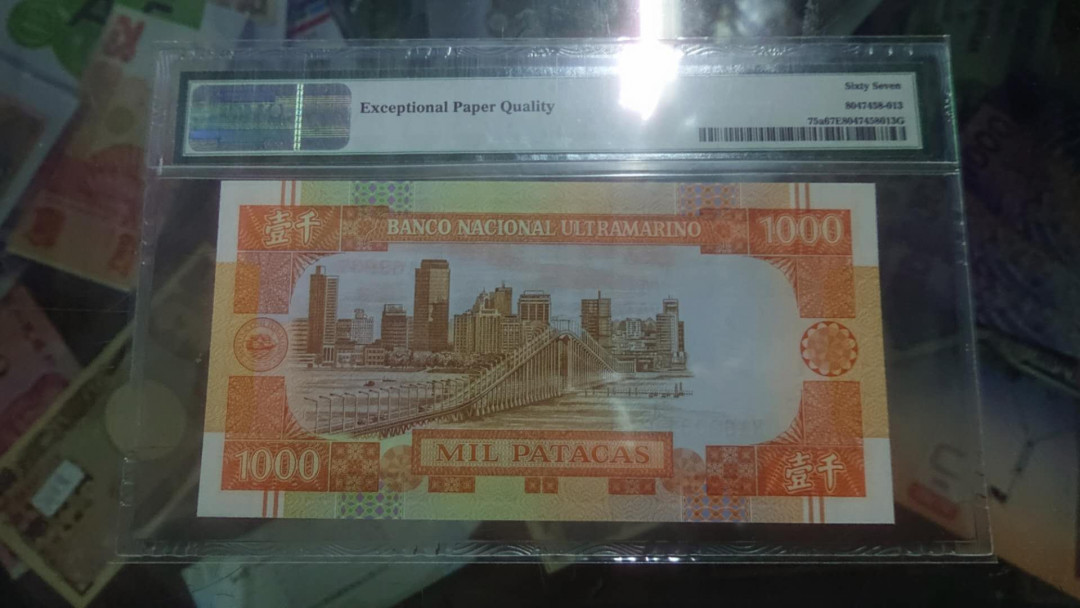 Exceptional Paper Quality
Sixty Seven
8047458-013
75a67E8047458013G
壹千
BANCO NACIONAL ULTRAMARINO
1000
1000
MIL PATACAS
壹千